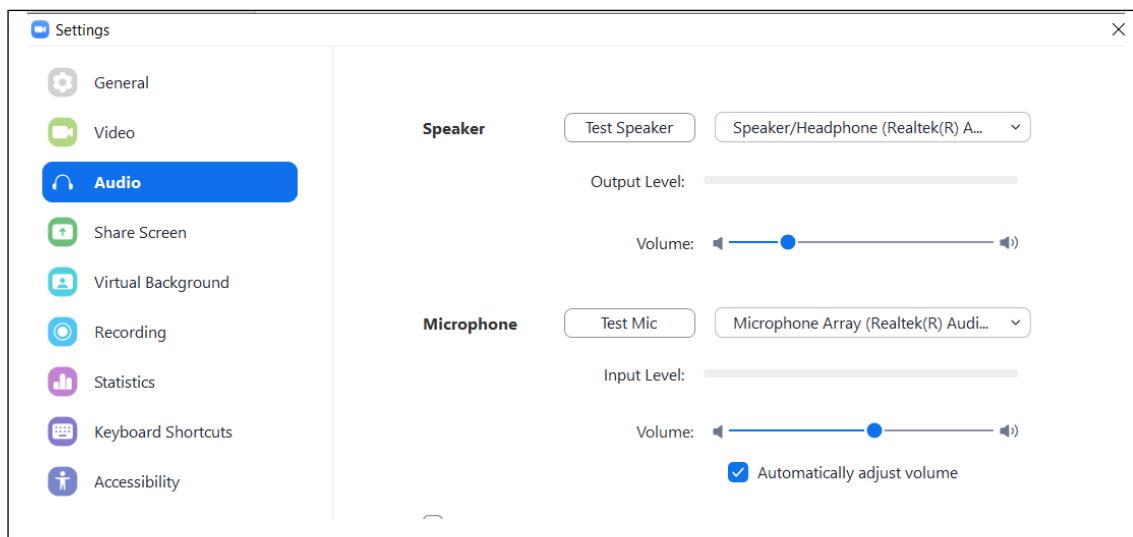 Settings
General
Video
Audio
Share Screen
Virtual Background
Recording
Statistics
Keyboard Shortcuts
Accessibility
Speaker Test Speaker Speaker/Headphone (Realtek(R) A...
Output Level:
Volume:
Microphone Test Mic Microphone Array (Realtek(R) Audi...
Input Level:
Volume:
Automatically adjust volume